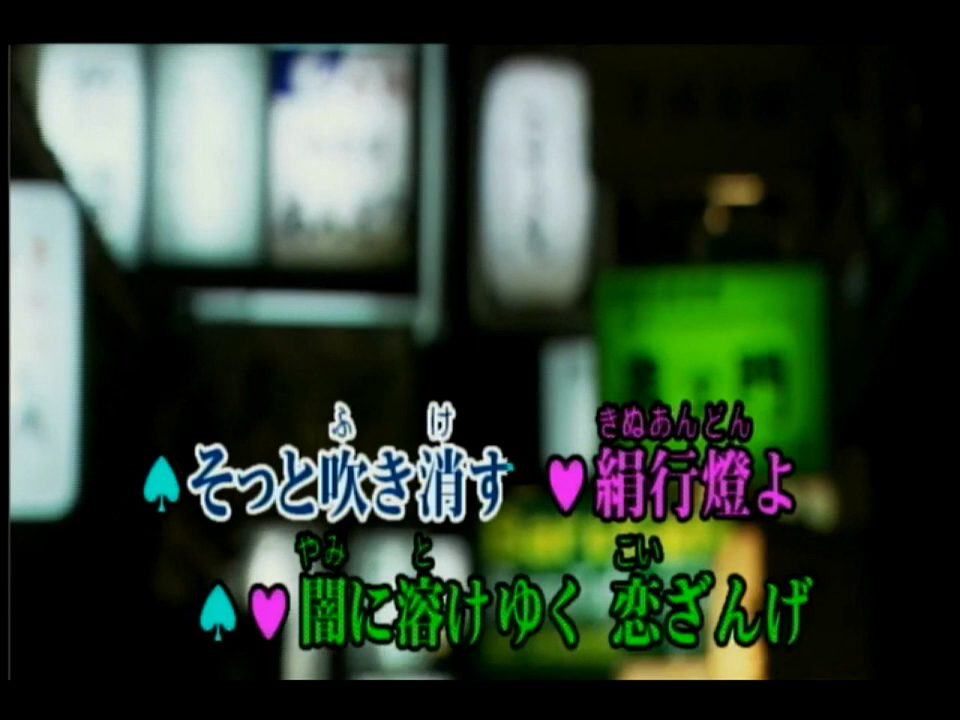 ふ け きぬあんどん
♠そっと吹き消す ♥絹行燈よ
やみ と こい
♠♥闇に溶けゆく 恋ざんげ